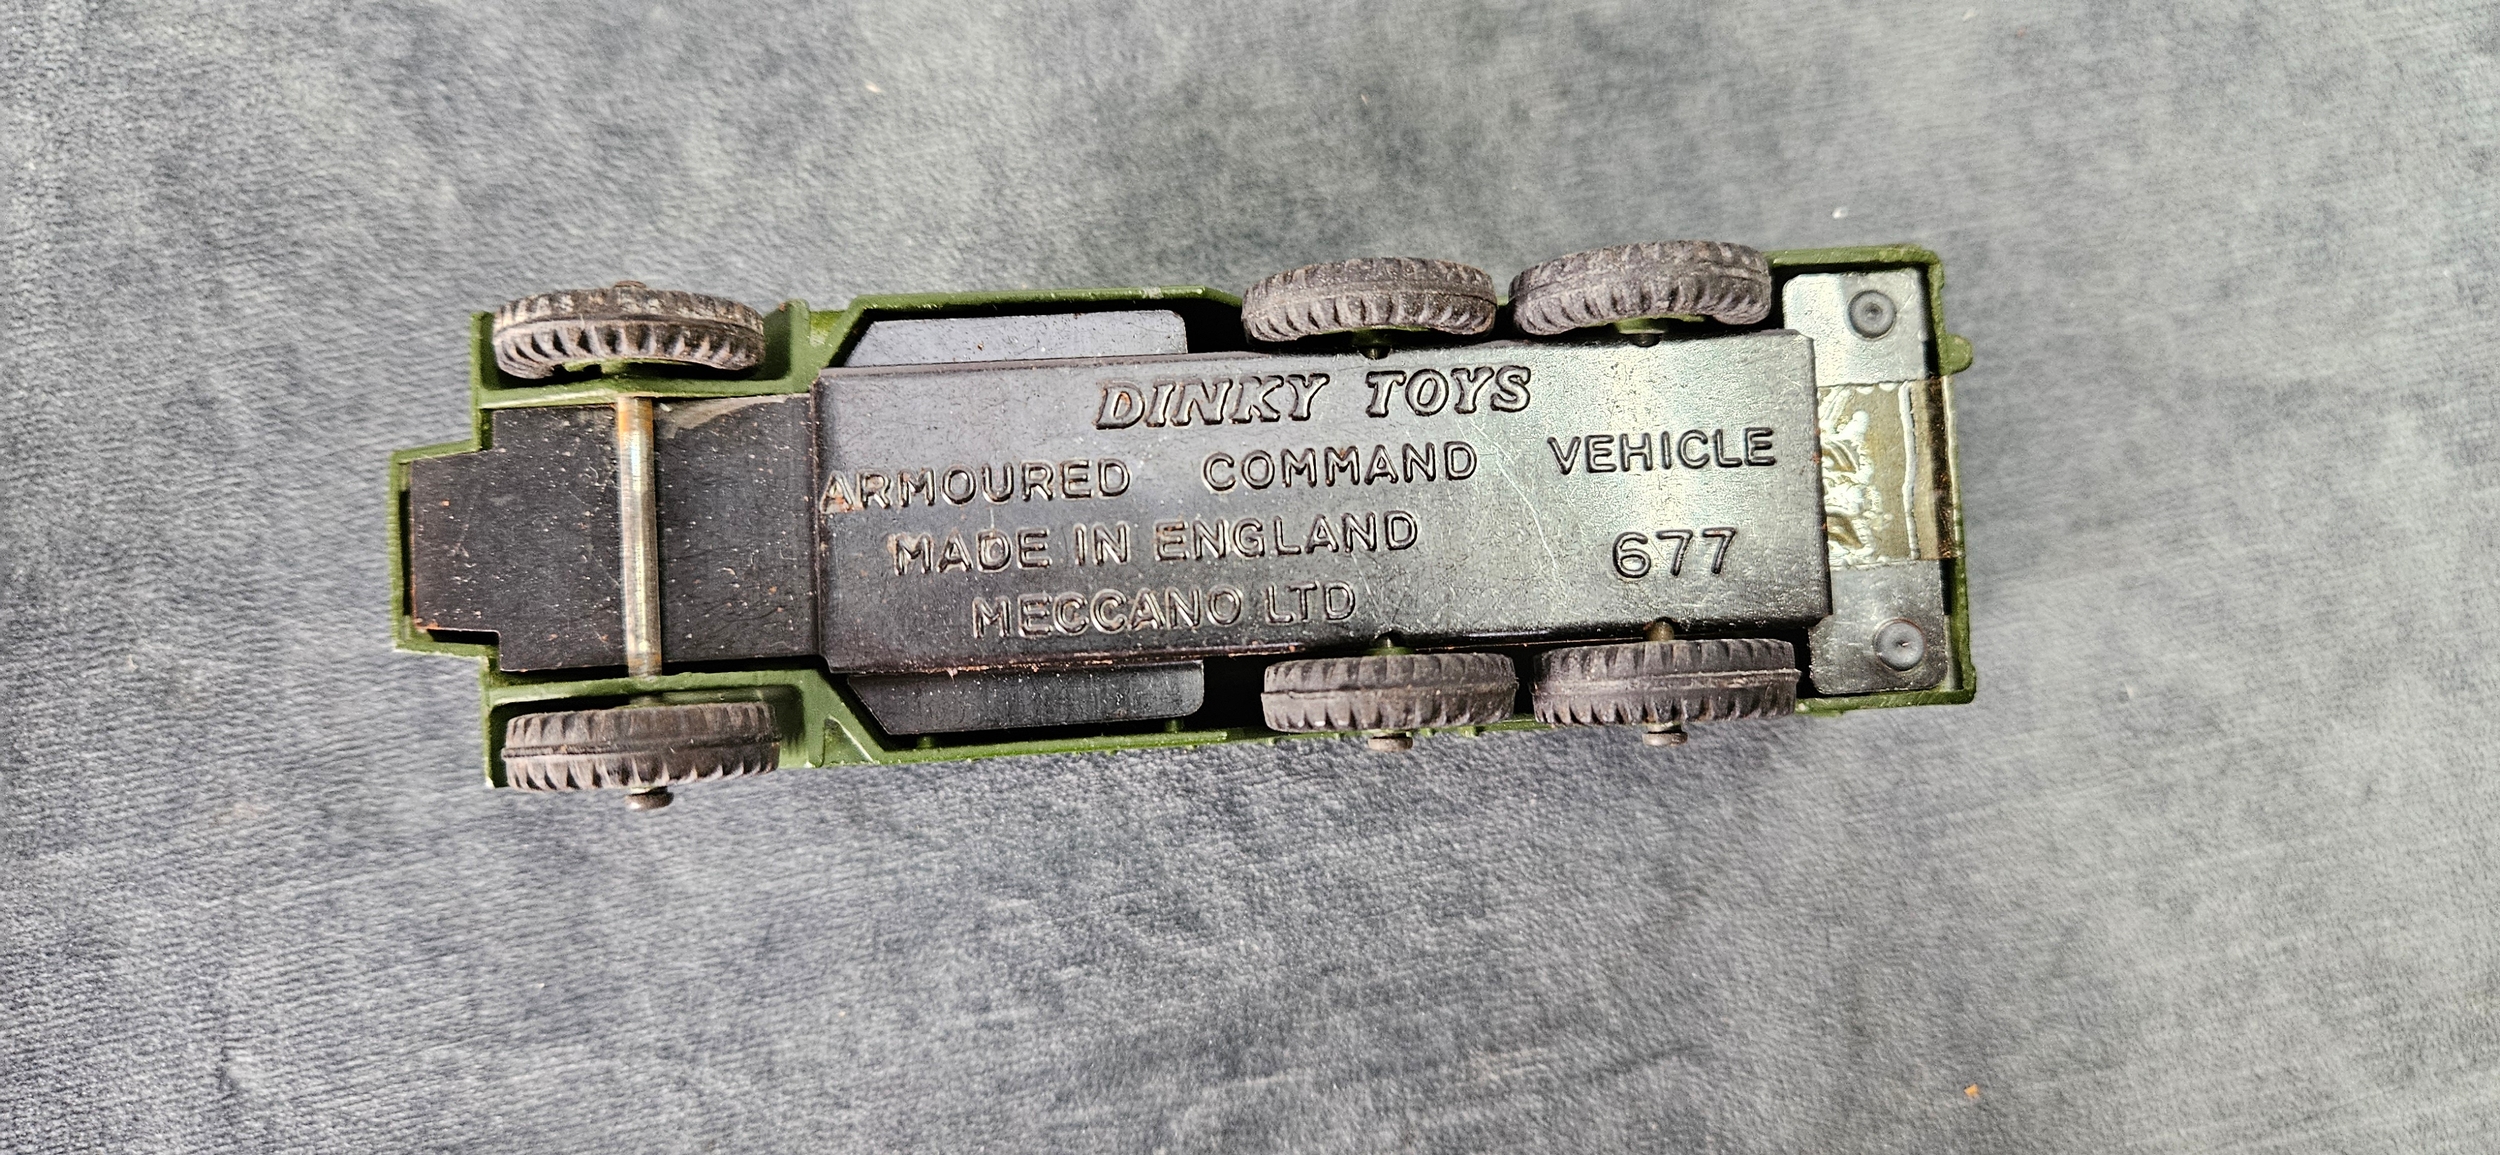 DINKY TOYS
ARMOURED COMMAND VEHICLE
MADE IN ENGLAND 677
MECCANO LTD